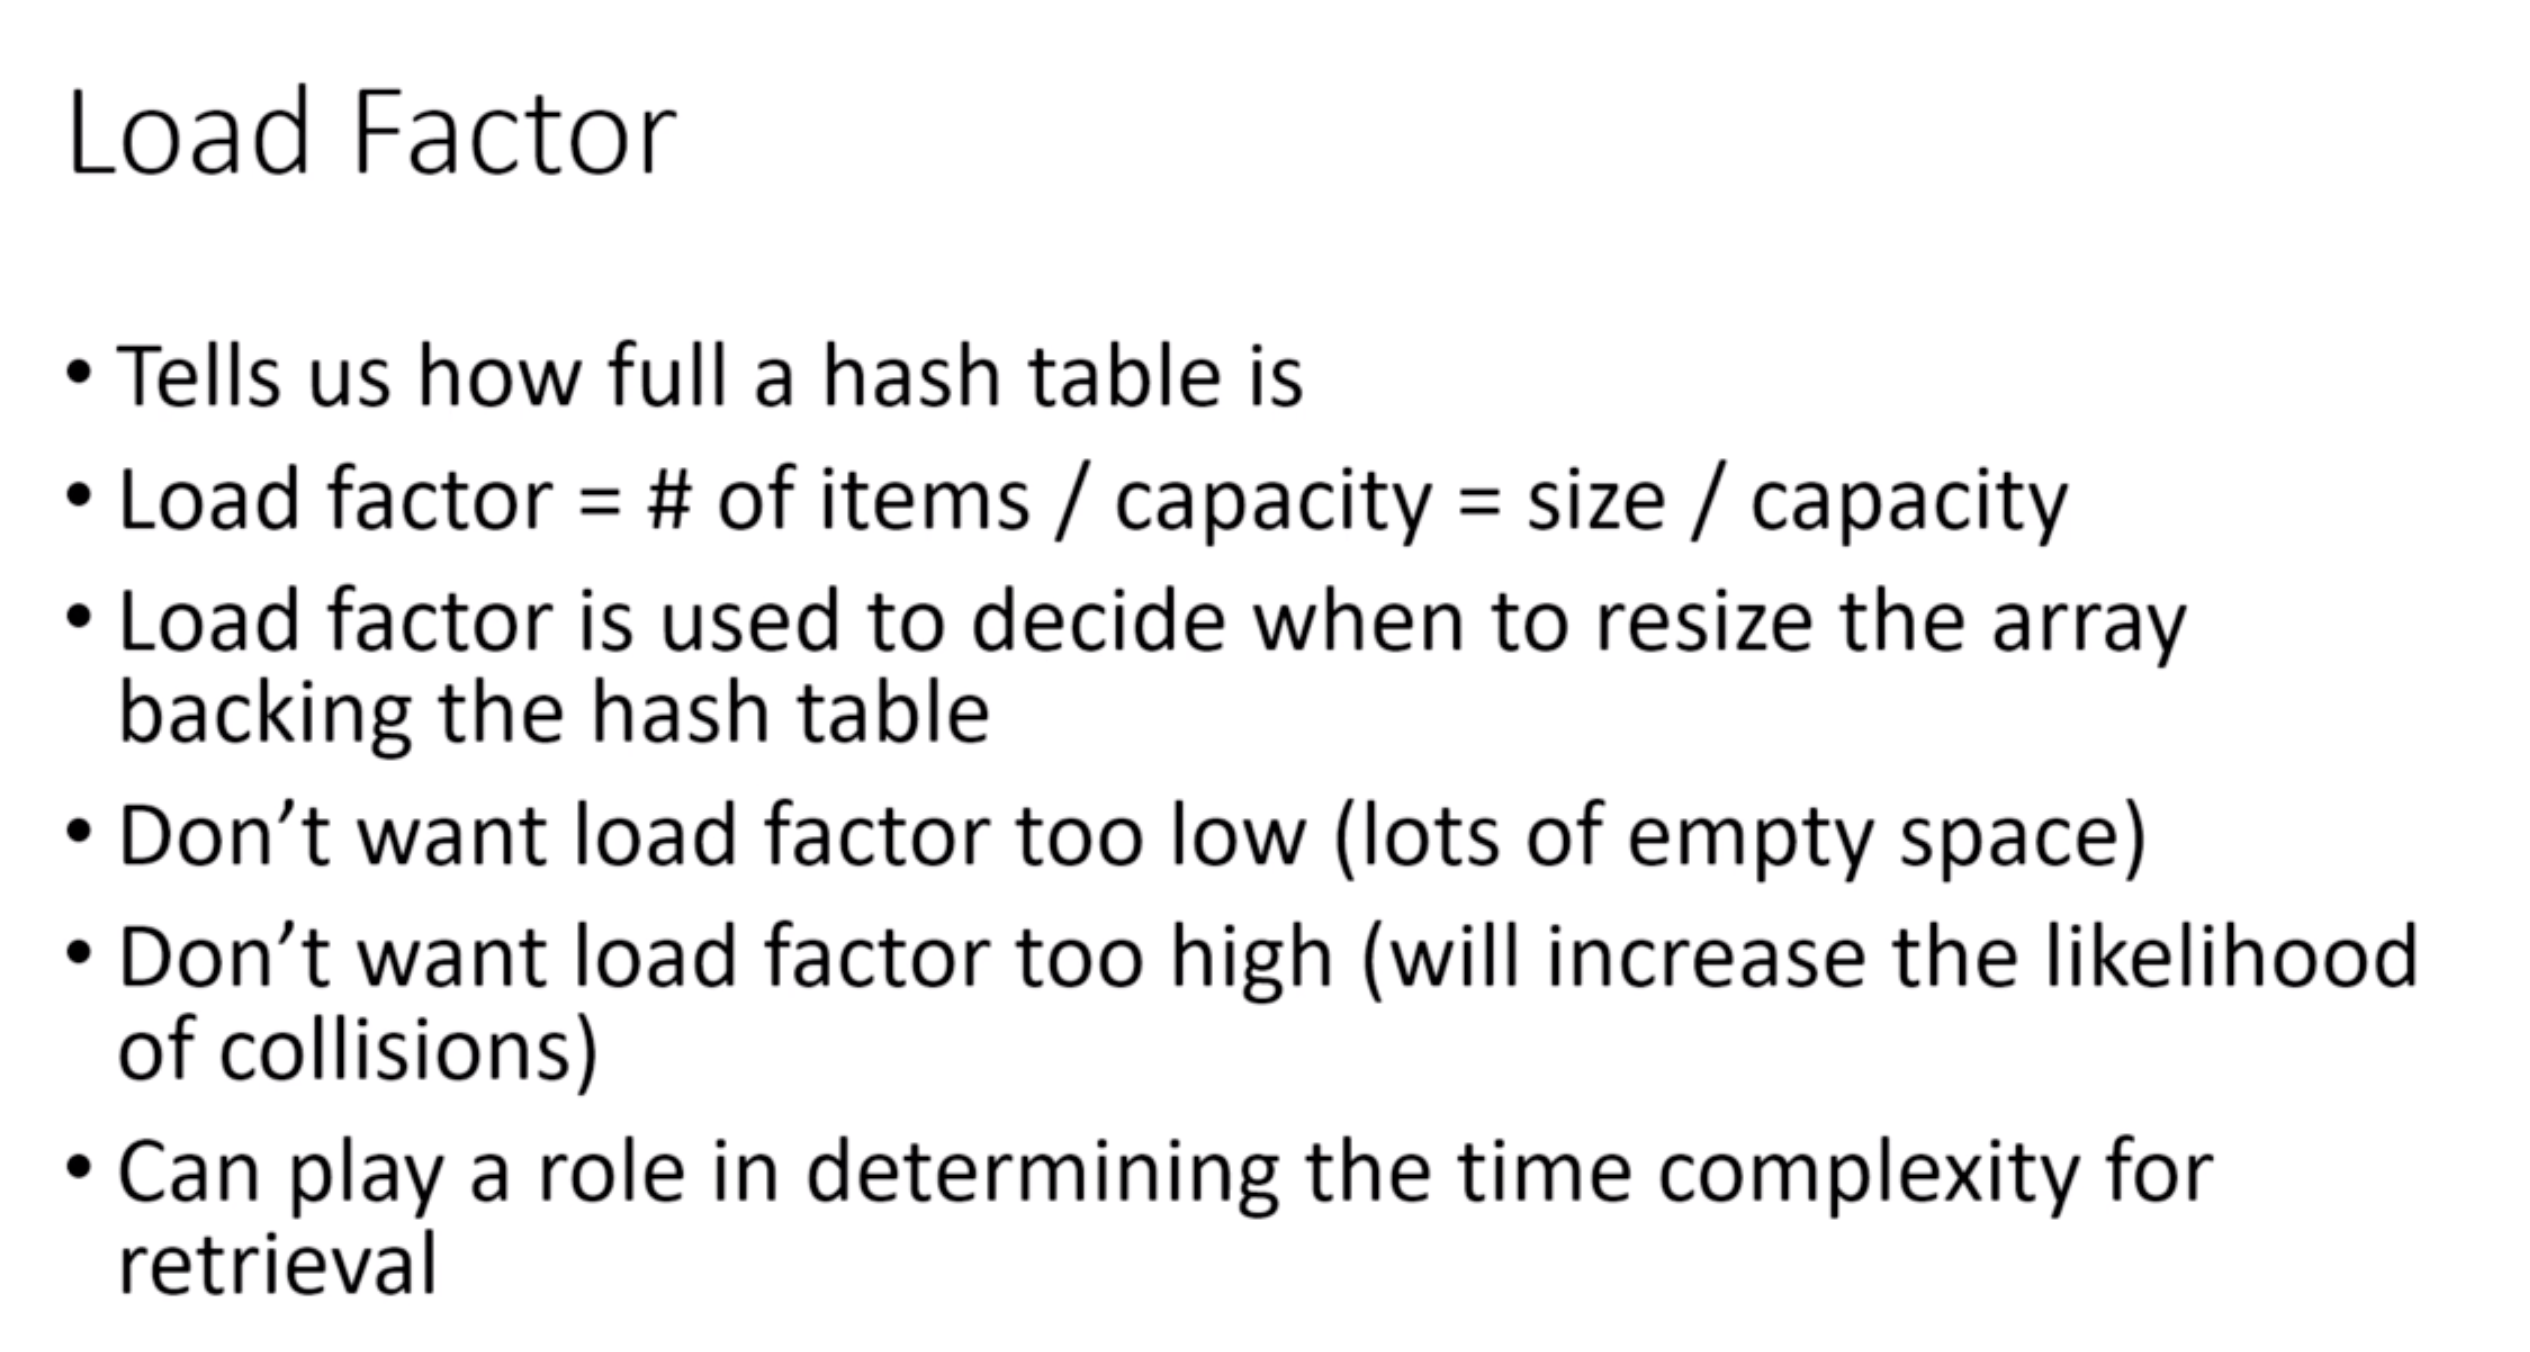 Load Factor
• Tells us how full a hash table is
• Load factor = # of items / capacity = size / capacity
• Load factor is used to decide when to resize the array
backing the hash table
• Don’t want load factor too low (lots of empty space)
• Don’t want load factor too high (will increase the likelihood
of collisions)
• Can play a role in determining the time complexity for
retrieval